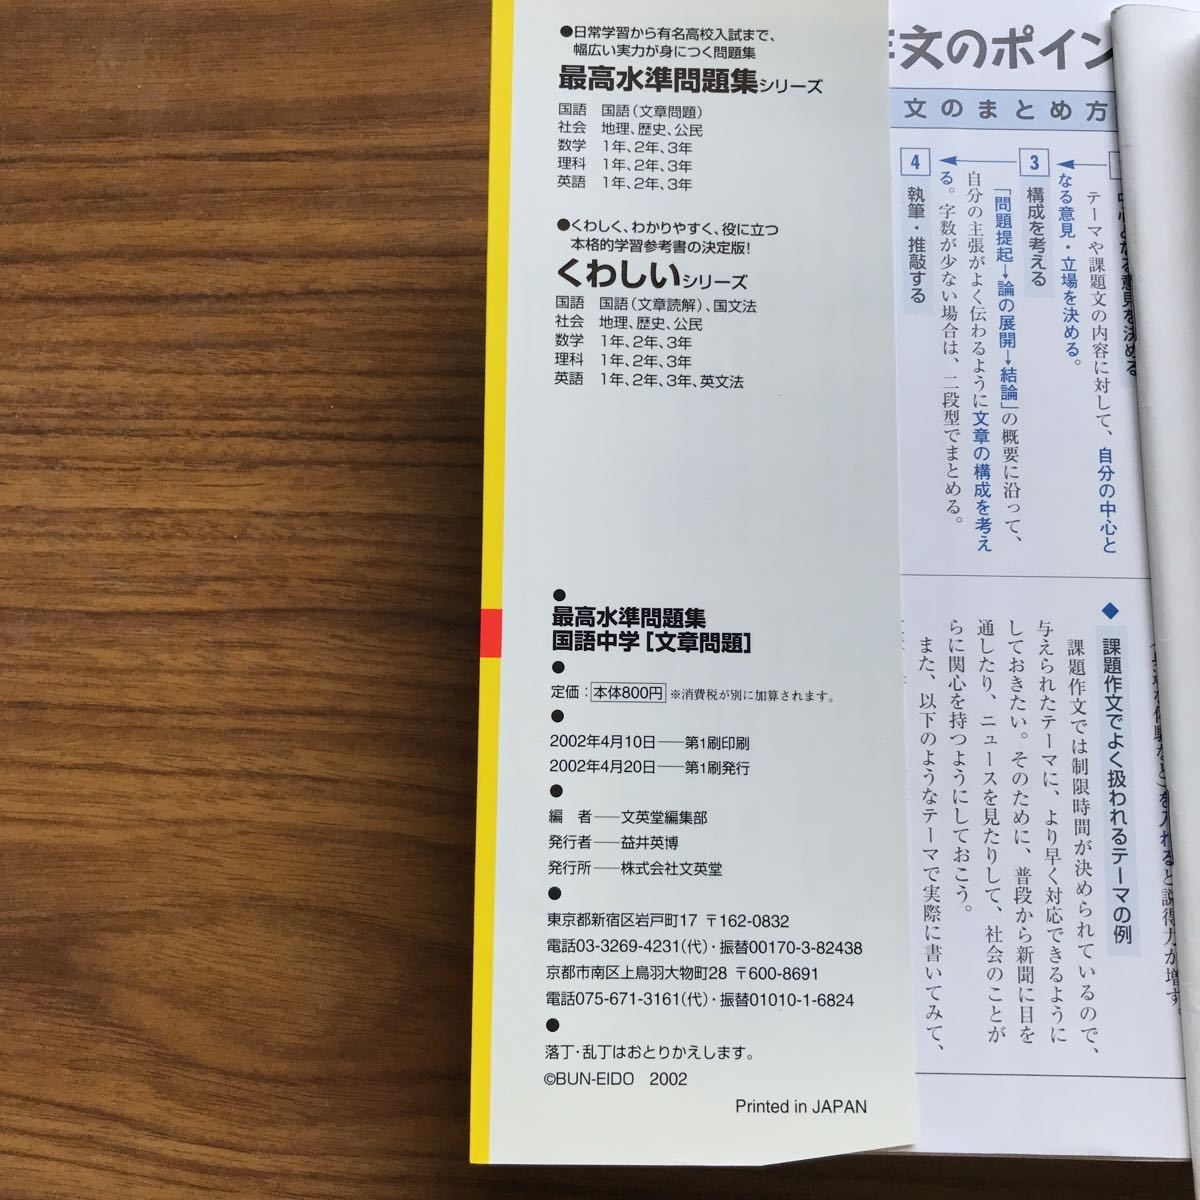 ●日常学習から有名高校入試まで、
幅広い実力が身につく問題集
最高水準問題集シリーズ
国語 国語(文章問題)
社会 地理、歴史、公民
数学 1年、2年、3年
理科 1年、2年、3年
英語 1年、2年、3年
●くわしく、わかりやすく、役に立つ
本格的学習参考書の決定版!
くわしいシリーズ
国語 国語(文章読解)、国文法
社会 地理、歴史、公民
数学 1年、2年、3年
理科 1年、2年、3年
英語 1年、2年、3年、英文法
●
最高水準問題集
国語中学[文章問題]
●
定価:本体800円 ※消費税が別に加算されます。
●
2002年4月10日――第1刷印刷
2002年4月20日――第1刷発行
●
編 者――文英堂編集部
発行者――益井英博
発行所――株式会社文英堂
●
東京都新宿区岩戸町17 〒162-0832
電話03-3269-4231(代)・振替00170-3-82438
京都市南区上鳥羽大物町28 〒600-8691
電話075-671-3161(代)・振替01010-1-6824
●
落丁・乱丁はおとりかえします。
©BUN-EIDO 2002
Printed in JAPAN
文のポイン
文のまとめ方
テーマや課題文の内容に対して、自分の中心と
なる意見・立場を決める。
3 構成を考える
「問題提起→論の展開→結論」の概要に沿って、
自分の主張がよく伝わるように文章の構成を考え
る。字数が少ない場合は、二段型でまとめる。
4 執筆・推敲する
を入れると説得力が増す。
◆課題作文でよく扱われるテーマの例
課題作文では制限時間が決められているので、
与えられたテーマに、より早く対応できるように
しておきたい。そのために、普段から新聞に目を
通したり、ニュースを見たりして、社会のことが
らに関心を持つようにしておこう。
また、以下のようなテーマで実際に書いてみて、